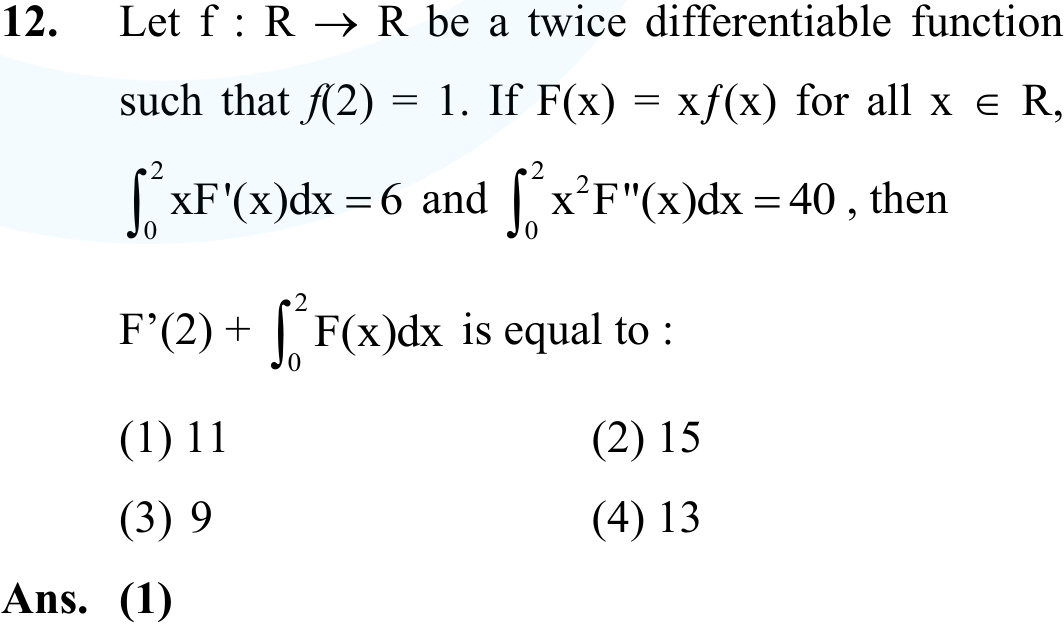 12. Let f : R → R be a twice differentiable function
such that f(2) = 1. If F(x) = xf(x) for all x ∈ R,
∫₀² xF'(x)dx = 6 and ∫₀² x²F"(x)dx = 40 , then
F’(2) + ∫₀² F(x)dx is equal to :
(1) 11 (2) 15
(3) 9 (4) 13
Ans. (1)